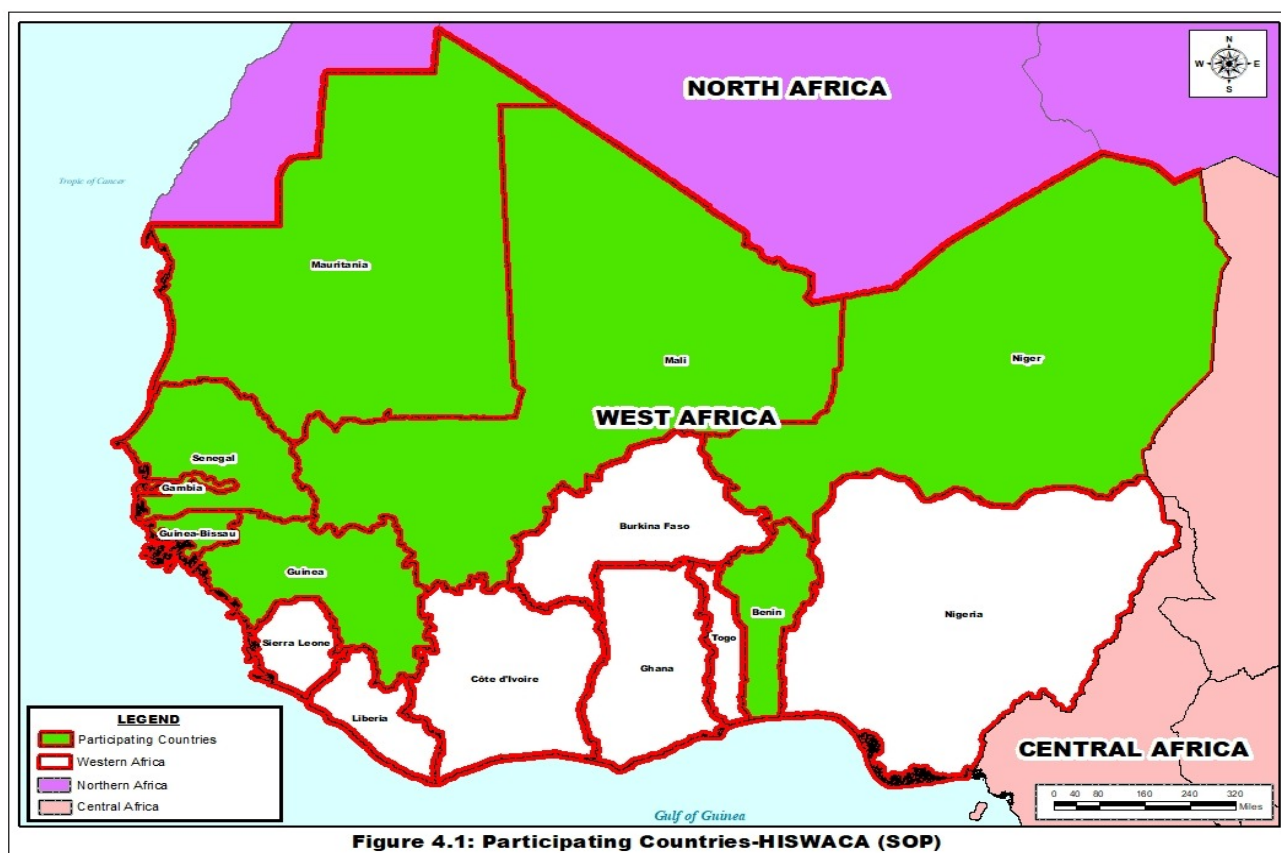 NORTH AFRICA
N
W E
S
Tropic of Cancer
Mauritania
Mali
Niger
WEST AFRICA
Senegal
Gambia
Guinea-Bissau
Burkina Faso
Guinea
Benin
Nigeria
Sierra Leone
Togo
Ghana
Côte d'Ivoire
Liberia
LEGEND
Participating Countries
Western Africa
Northern Africa
Central Africa
CENTRAL AFRICA
0 40 80 160 240 320
Miles
Gulf of Guinea
Figure 4.1: Participating Countries-HISWACA (SOP)